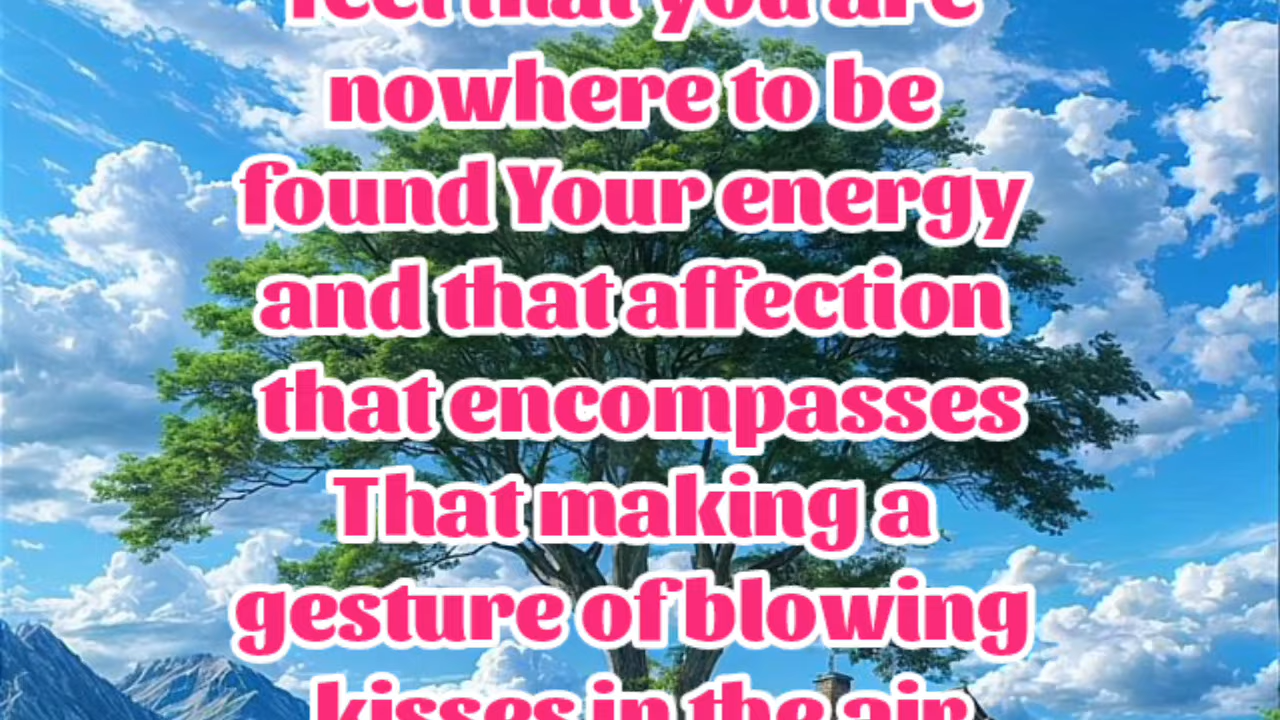 feel that you are
nowhere to be
found Your energy
and that affection
that encompasses
That making a
gesture of blowing
kisses in the air